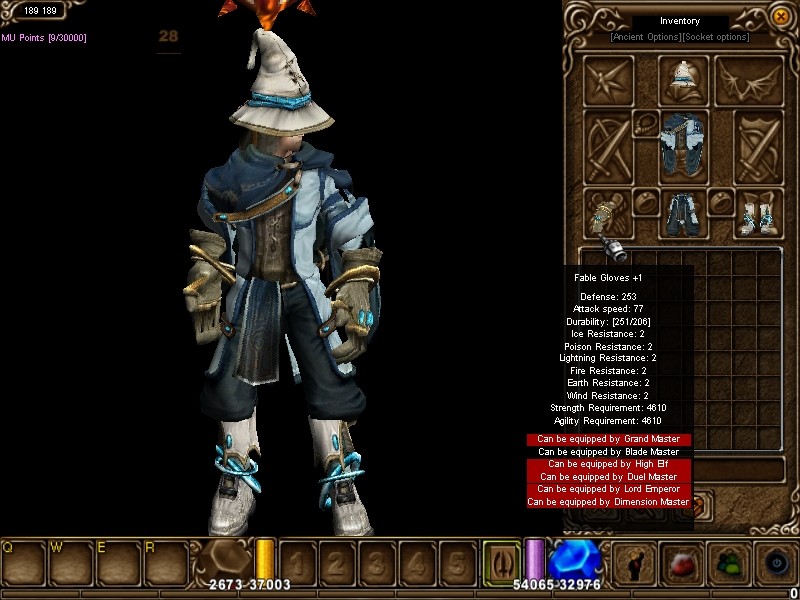 189 189
Inventory
MU Points [9/30000]
28
[Ancient Options][Socket options]
Fable Gloves +1
Defense: 253
Attack speed: 77
Durability: [251/206]
Ice Resistance: 2
Poison Resistance: 2
Lightning Resistance: 2
Fire Resistance: 2
Earth Resistance: 2
Wind Resistance: 2
Strength Requirement: 4610
Agility Requirement: 4610
Can be equipped by Grand Master
Can be equipped by Blade Master
Can be equipped by High Elf
Can be equipped by Duel Master
Can be equipped by Lord Emperor
Can be equipped by Dimension Master
Q W E R
1 2 3 4 5
2673-37003 54065-32976
0